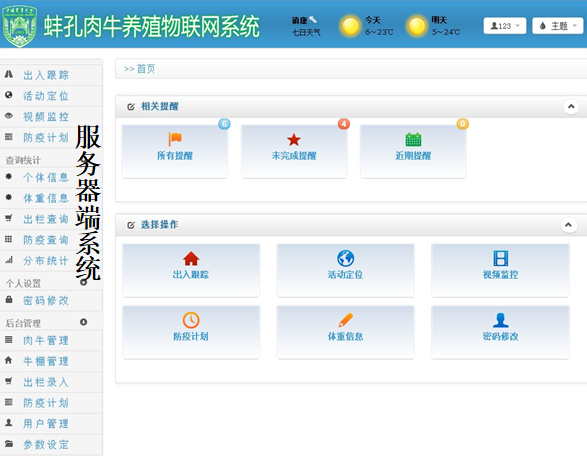 蚌孔肉牛养殖物联网系统
镇康
七日天气
今天
6~23℃
明天
5~24℃
123
主题
出入跟踪
活动定位
视频监控
防疫计划
查询统计
个体信息
体重信息
出栏查询
防疫查询
分布统计
个人设置
密码修改
后台管理
肉牛管理
牛棚管理
出栏录入
防疫计划
用户管理
参数设定
服务器端系统
>> 首页
相关提醒
6
所有提醒
4
未完成提醒
0
近期提醒
选择操作
出入跟踪
活动定位
视频监控
防疫计划
体重信息
密码修改